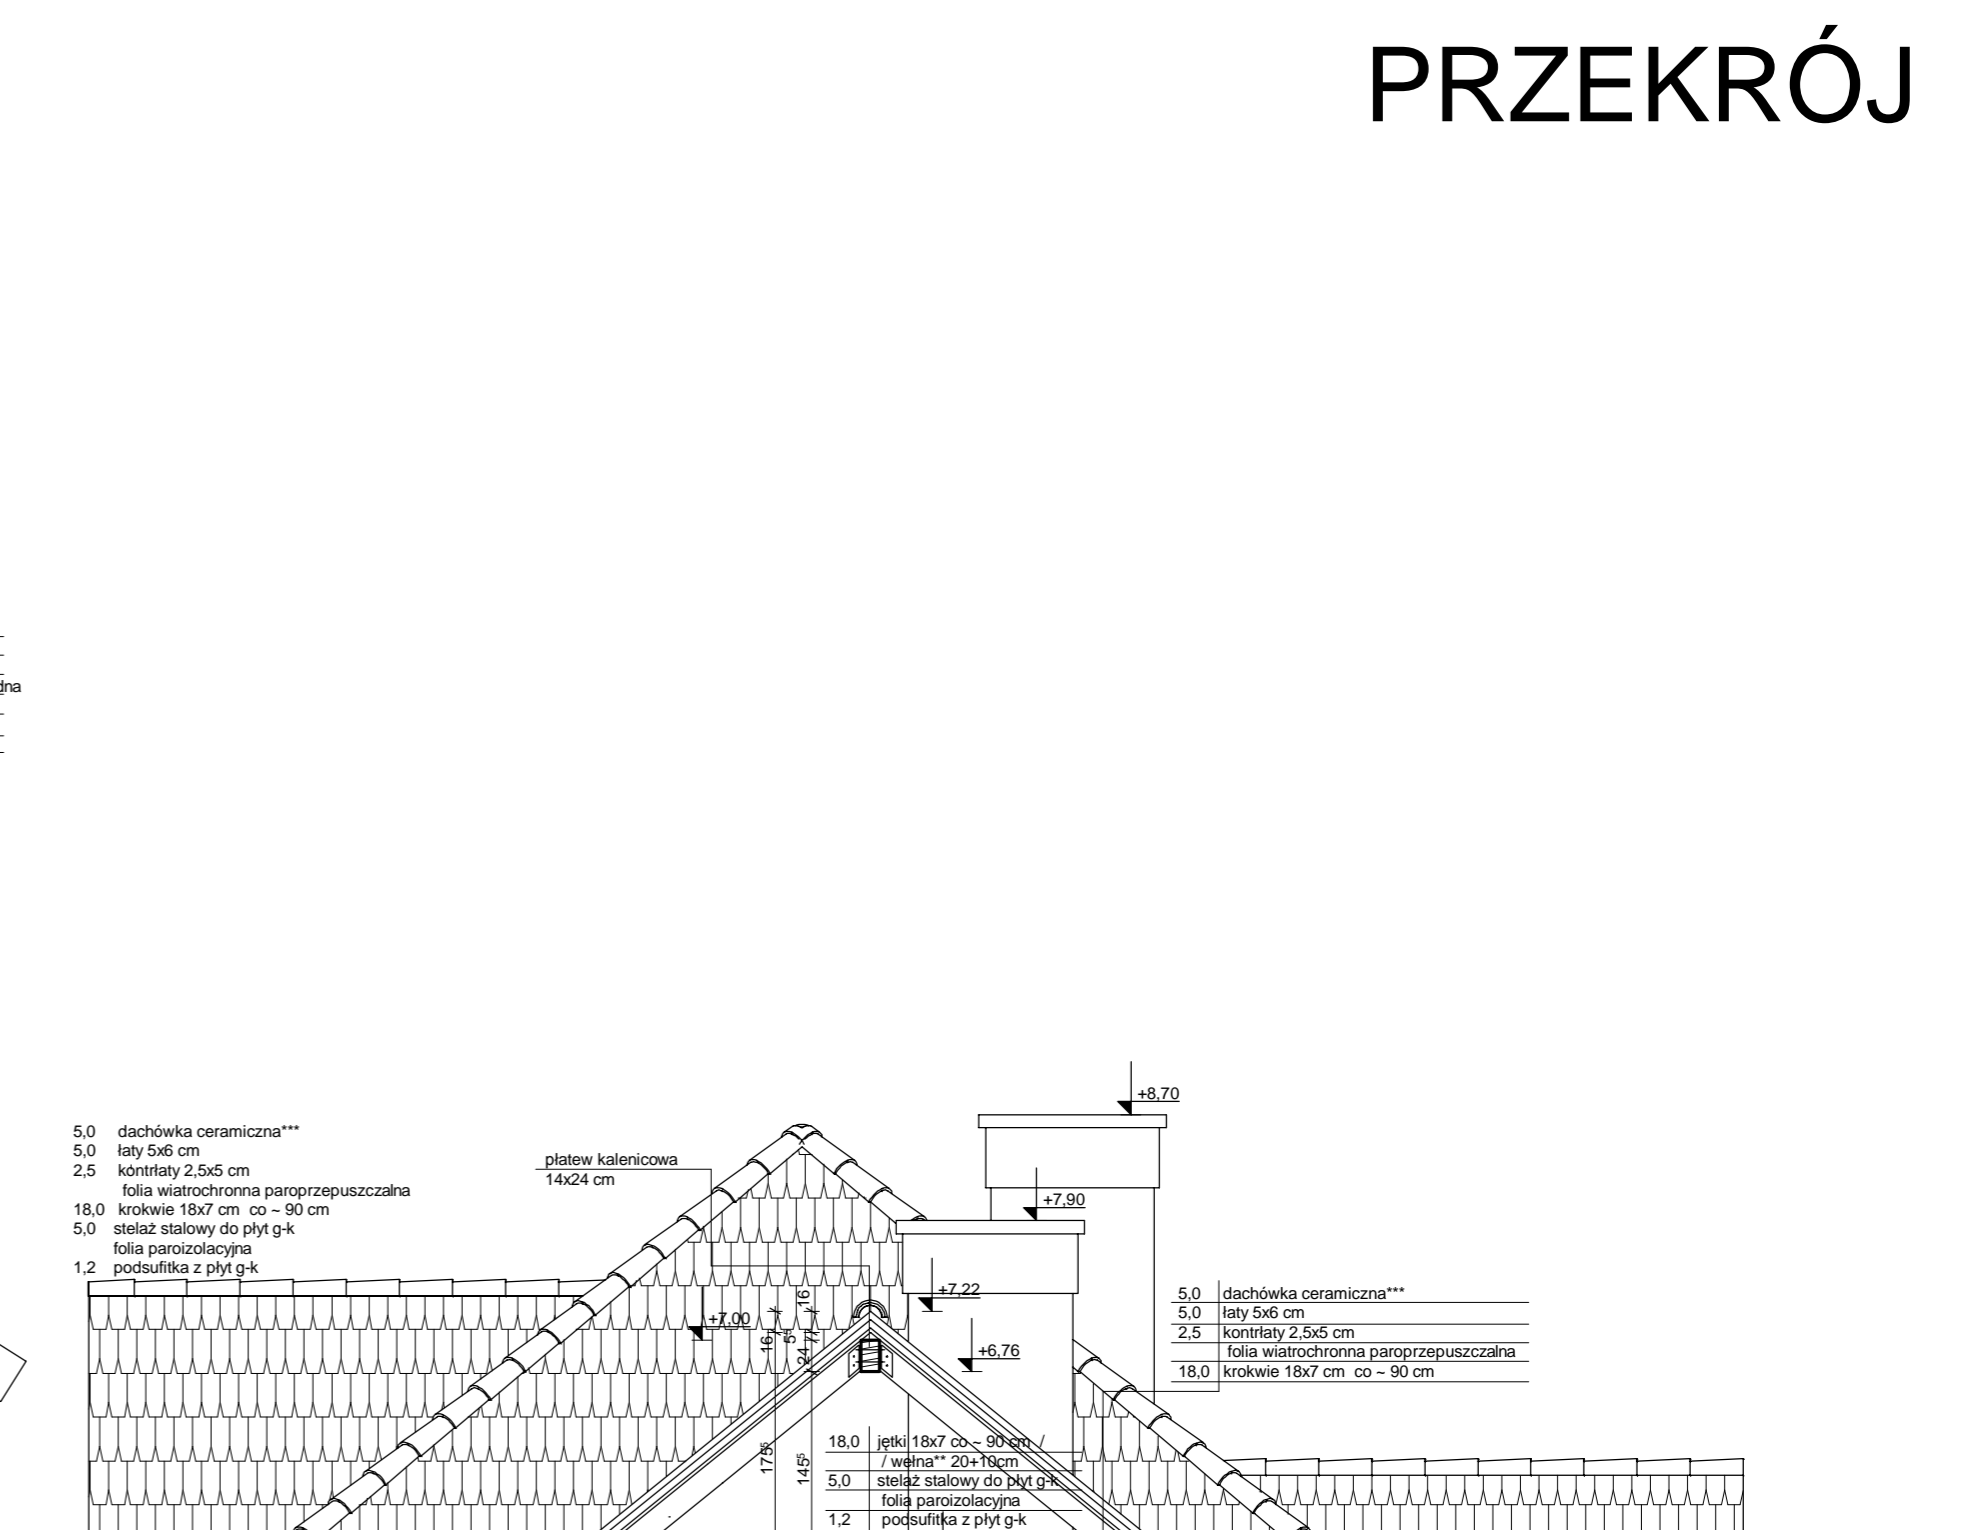 PRZEKRÓJ
+8,70
5,0 dachówka ceramiczna***
5,0 łaty 5x6 cm
2,5 kontrłaty 2,5x5 cm
folia wiatrochronna paroprzepuszczalna
18,0 krokwie 18x7 cm co ~ 90 cm
5,0 stelaż stalowy do płyt g-k
folia paroizolacyjna
1,2 podsufitka z płyt g-k
płatew kalenicowa
14x24 cm
+7,90
+7,22
+7,00
+6,76
16
16
5⁵
24
175⁵
145⁵
5,0 dachówka ceramiczna***
5,0 łaty 5x6 cm
2,5 kontrłaty 2,5x5 cm
folia wiatrochronna paroprzepuszczalna
18,0 krokwie 18x7 cm co ~ 90 cm
18,0 jętki 18x7 co ~ 90 cm /
/ wełna** 20+10cm
5,0 stelaż stalowy do płyt g-k
folia paroizolacyjna
1,2 podsufitka z płyt g-k